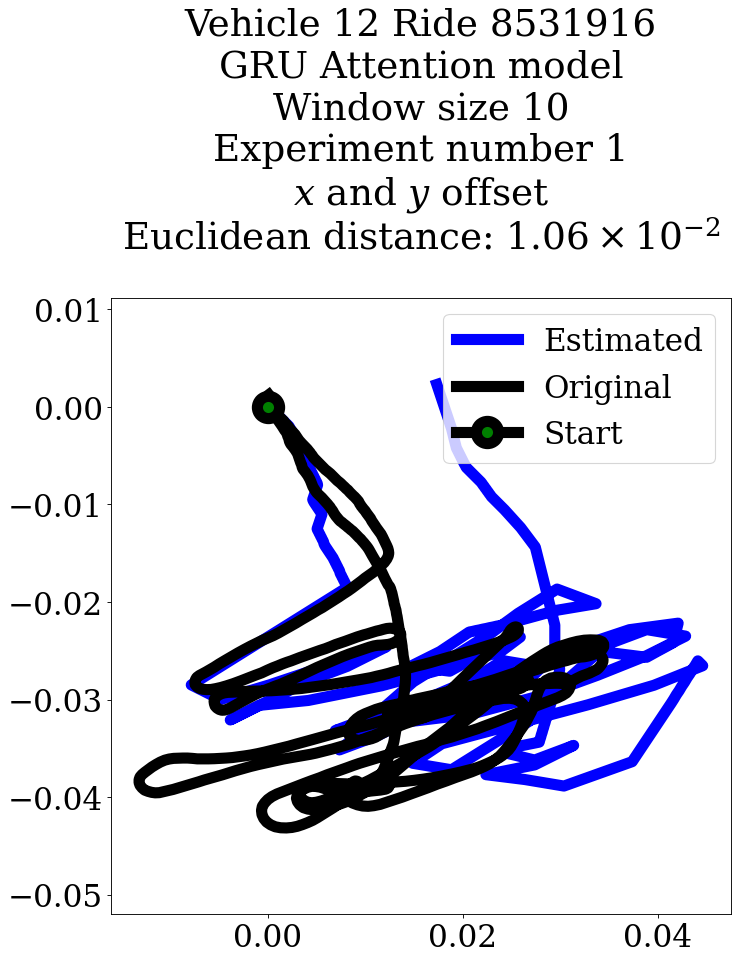 Vehicle 12 Ride 8531916
GRU Attention model
Window size 10
Experiment number 1
x and y offset
Euclidean distance: 1.06 × 10⁻²
Estimated
Original
Start
0.01
0.00
−0.01
−0.02
−0.03
−0.04
−0.05
0.00 0.02 0.04